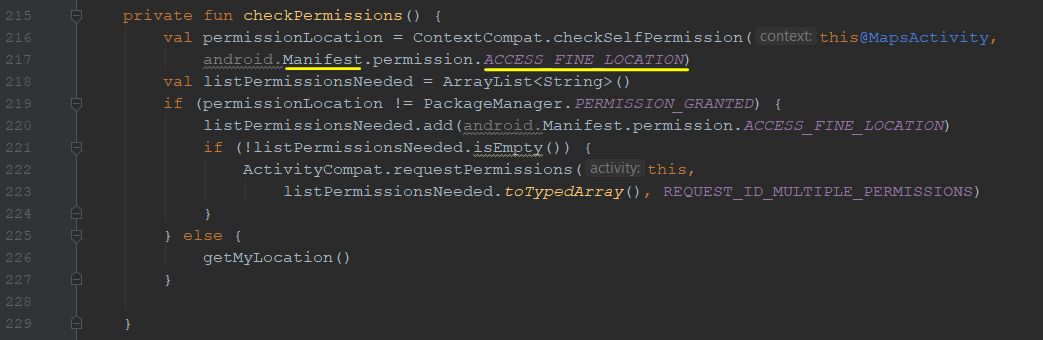 215 private fun checkPermissions() {
216 val permissionLocation = ContextCompat.checkSelfPermission( context: this@MapsActivity,
217 android.Manifest.permission.ACCESS_FINE_LOCATION)
218 val listPermissionsNeeded = ArrayList<String>()
219 if (permissionLocation != PackageManager.PERMISSION_GRANTED) {
220 listPermissionsNeeded.add(android.Manifest.permission.ACCESS_FINE_LOCATION)
221 if (!listPermissionsNeeded.isEmpty()) {
222 ActivityCompat.requestPermissions( activity: this,
223 listPermissionsNeeded.toTypedArray(), REQUEST_ID_MULTIPLE_PERMISSIONS)
224 }
225 } else {
226 getMyLocation()
227 }
228
229 }